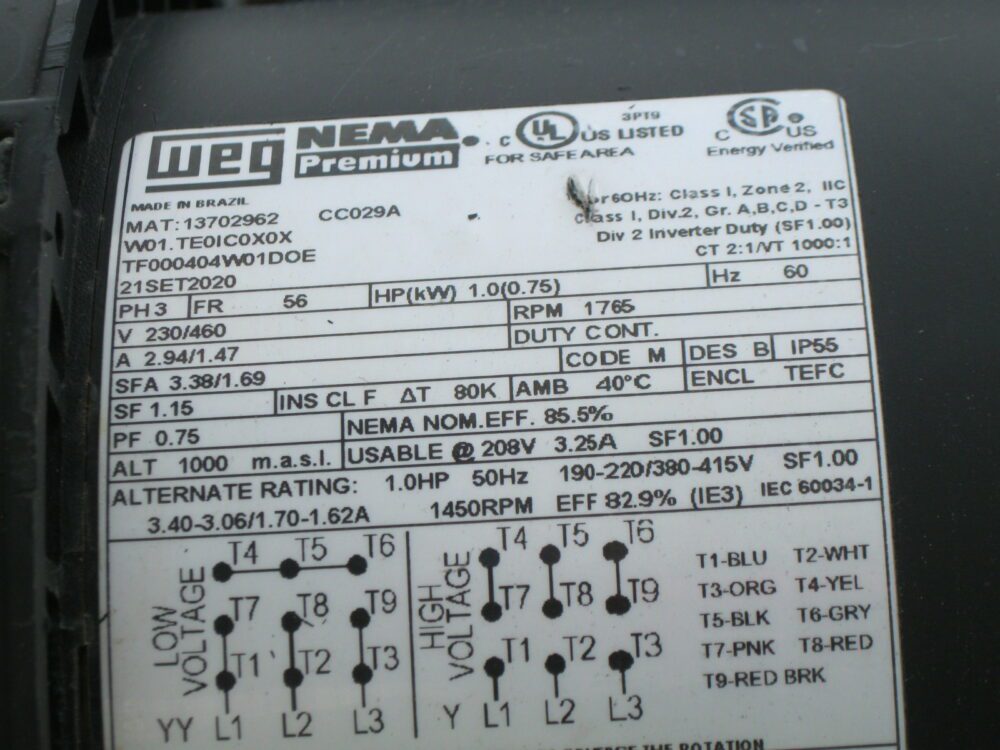 WEG NEMA Premium
3PT9
C UL US LISTED
FOR SAFE AREA
C SA US
Energy Verified
MADE IN BRAZIL
MAT:13702962 CC029A
W01.TE0IC0X0X
TF000404W01DOE
21SET2020
60Hz: Class I, Zone 2, IIC
Class I, Div.2, Gr. A,B,C,D - T3
Div 2 Inverter Duty (SF1.00)
CT 2:1/VT 1000:1
PH 3 FR 56 HP(kW) 1.0(0.75) Hz 60
V 230/460 RPM 1765
A 2.94/1.47 DUTY CONT.
SFA 3.38/1.69 CODE M DES B IP55
SF 1.15 INS CL F ΔT 80K AMB 40°C ENCL TEFC
PF 0.75 NEMA NOM.EFF. 85.5%
ALT 1000 m.a.s.l. USABLE @ 208V 3.25A SF1.00
ALTERNATE RATING: 1.0HP 50Hz 190-220/380-415V SF1.00
3.40-3.06/1.70-1.62A 1450RPM EFF 82.9% (IE3) IEC 60034-1
LOW VOLTAGE
T4 T5 T6
T7 T8 T9
T1 T2 T3
YY L1 L2 L3
HIGH VOLTAGE
T4 T5 T6
T7 T8 T9
T1 T2 T3
Y L1 L2 L3
T1-BLU T2-WHT
T3-ORG T4-YEL
T5-BLK T6-GRY
T7-PNK T8-RED
T9-RED BRK
THE ROTATION